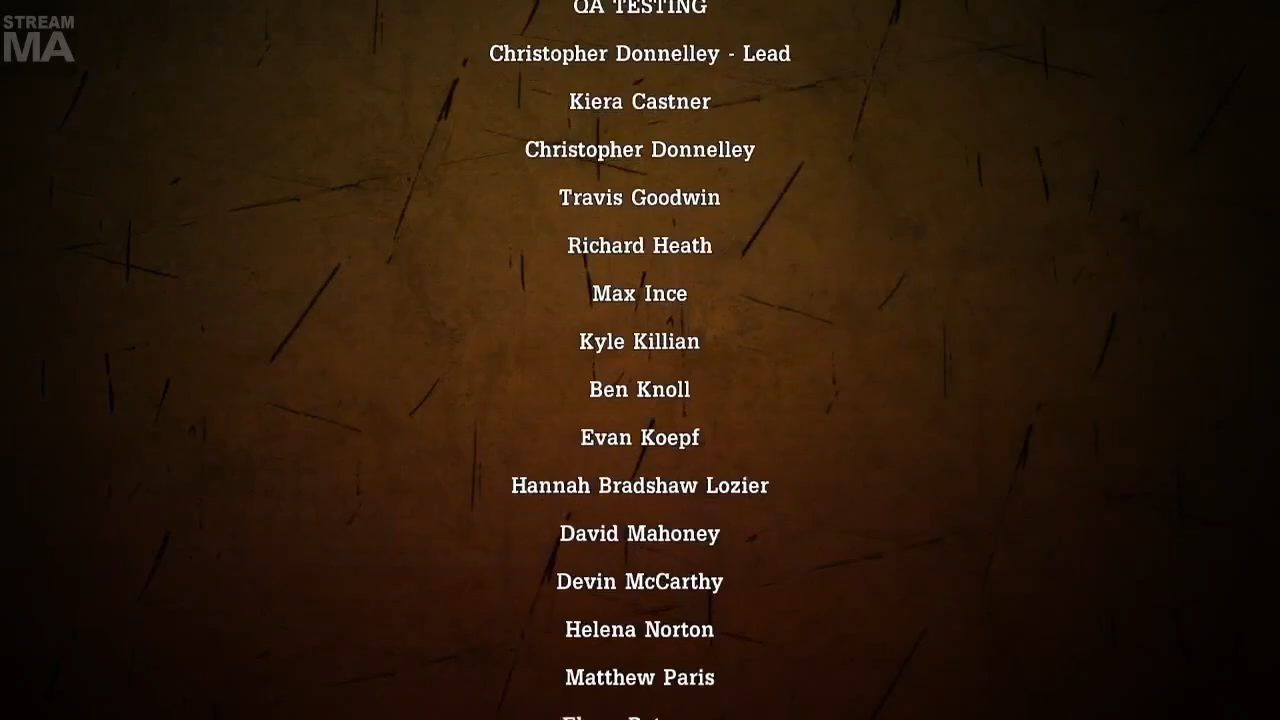 STREAM
MA
QA TESTING
Christopher Donnelley - Lead
Kiera Castner
Christopher Donnelley
Travis Goodwin
Richard Heath
Max Ince
Kyle Killian
Ben Knoll
Evan Koepf
Hannah Bradshaw Lozier
David Mahoney
Devin McCarthy
Helena Norton
Matthew Paris